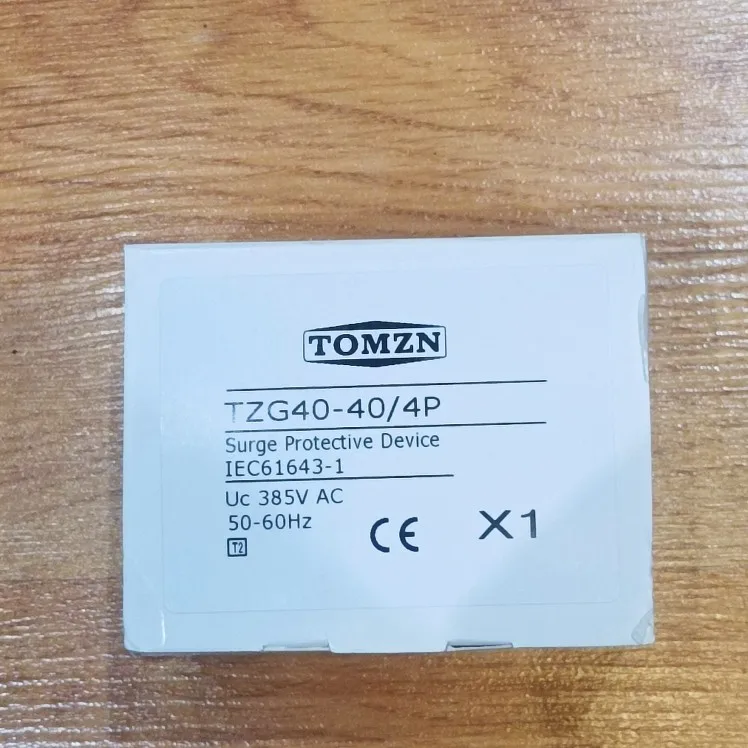 TOMZN
TZG40-40/4P
Surge Protective Device
IEC61643-1
Uc 385V AC
50-60Hz
T2
CE
X1